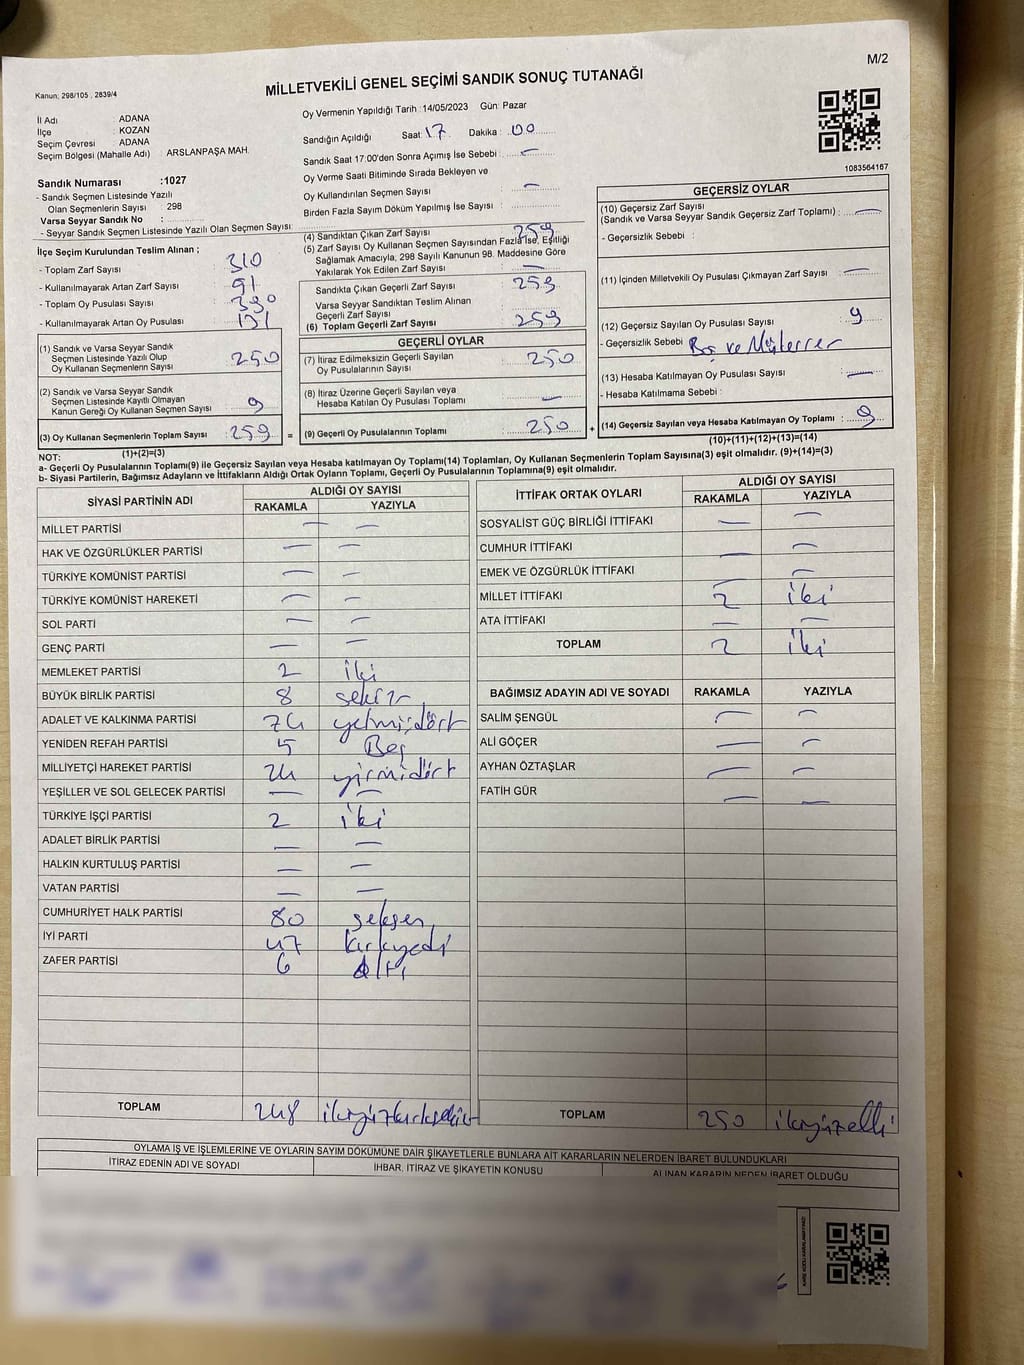 M/2
Kanun: 298/105 , 2839/4
MİLLETVEKİLİ GENEL SEÇİMİ SANDIK SONUÇ TUTANAĞI
İl Adı : ADANA
İlçe : KOZAN
Seçim Çevresi : ADANA
Seçim Bölgesi (Mahalle Adı) : ARSLANPAŞA MAH.
Sandık Numarası :1027
- Sandık Seçmen Listesinde Yazılı
Olan Seçmenlerin Sayısı : 298
Varsa Seyyar Sandık No :
- Seyyar Sandık Seçmen Listesinde Yazılı Olan Seçmen Sayısı:
Oy Vermenin Yapıldığı Tarih :14/05/2023 Gün: Pazar
Sandığın Açıldığı Saat: 17 Dakika : 00
Sandık Saat 17:00'den Sonra Açımış İse Sebebi : —
Oy Verme Saati Bitiminde Sırada Bekleyen ve
Oy Kullandırılan Seçmen Sayısı : —
Birden Fazla Sayım Döküm Yapılmış İse Sayısı :
1083564167
İlçe Seçim Kurulundan Teslim Alınan ;
- Toplam Zarf Sayısı : 310
- Kullanılmayarak Artan Zarf Sayısı : 91
- Toplam Oy Pusulası Sayısı : 390
- Kullanılmayarak Artan Oy Pusulası : 131
(1) Sandık ve Varsa Seyyar Sandık
Seçmen Listesinde Yazılı Olup
Oy Kullanan Seçmenlerin Sayısı : 250
(2) Sandık ve Varsa Seyyar Sandık
Seçmen Listesinde Kayıtlı Olmayan
Kanun Gereği Oy Kullanan Seçmen Sayısı : 9
(3) Oy Kullanan Seçmenlerin Toplam Sayısı : 259 =
(1)+(2)=(3)
(4) Sandıktan Çıkan Zarf Sayısı : 259
(5) Zarf Sayısı Oy Kullanan Seçmen Sayısından Fazla İse, Eşitliği
Sağlamak Amacıyla, 298 Sayılı Kanunun 98. Maddesine Göre
Yakılarak Yok Edilen Zarf Sayısı : —
Sandıkta Çıkan Geçerli Zarf Sayısı : 259
Varsa Seyyar Sandıktan Teslim Alınan
Geçerli Zarf Sayısı :
(6) Toplam Geçerli Zarf Sayısı : 259
GEÇERLİ OYLAR
(7) İtiraz Edilmeksizin Geçerli Sayılan
Oy Pusulalarının Sayısı : 250
(8) İtiraz Üzerine Geçerli Sayılan veya
Hesaba Katılan Oy Pusulası Toplamı : —
(9) Geçerli Oy Pusulalarının Toplamı : 250 +
GEÇERSİZ OYLAR
(10) Geçersiz Zarf Sayısı
(Sandık ve Varsa Seyyar Sandık Geçersiz Zarf Toplamı) : —
- Geçersizlik Sebebi :
(11) İçinden Milletvekili Oy Pusulası Çıkmayan Zarf Sayısı : —
(12) Geçersiz Sayılan Oy Pusulası Sayısı : 9
- Geçersizlik Sebebi : Boş ve Mükerrer
(13) Hesaba Katılmayan Oy Pusulası Sayısı : —
- Hesaba Katılmama Sebebi :
(14) Geçersiz Sayılan veya Hesaba Katılmayan Oy Toplamı : 9
(10)+(11)+(12)+(13)=(14)
NOT:
a- Geçerli Oy Pusulalarının Toplamı(9) ile Geçersiz Sayılan veya Hesaba katılmayan Oy Toplamı(14) Toplamları, Oy Kullanan Seçmenlerin Toplam Sayısına(3) eşit olmalıdır. (9)+(14)=(3)
b- Siyasi Partilerin, Bağımsız Adayların ve İttifakların Aldığı Ortak Oyların Toplamı, Geçerli Oy Pusulalarının Toplamına(9) eşit olmalıdır.
SİYASİ PARTİNİN ADI ALDIĞI OY SAYISI
RAKAMLA YAZIYLA
MİLLET PARTİSİ — —
HAK VE ÖZGÜRLÜKLER PARTİSİ — —
TÜRKİYE KOMÜNİST PARTİSİ — —
TÜRKİYE KOMÜNİST HAREKETİ — —
SOL PARTİ — —
GENÇ PARTİ — —
MEMLEKET PARTİSİ 2 iki
BÜYÜK BİRLİK PARTİSİ 8 sekiz
ADALET VE KALKINMA PARTİSİ 74 yetmişdört
YENİDEN REFAH PARTİSİ 5 Beş
MİLLİYETÇİ HAREKET PARTİSİ 24 yirmidört
YEŞİLLER VE SOL GELECEK PARTİSİ — —
TÜRKİYE İŞÇİ PARTİSİ 2 iki
ADALET BİRLİK PARTİSİ — —
HALKIN KURTULUŞ PARTİSİ — —
VATAN PARTİSİ — —
CUMHURİYET HALK PARTİSİ 80 seksen
İYİ PARTİ 47 kırkyedi
ZAFER PARTİSİ 6 altı
TOPLAM 248 ikiyüzkırksekiz
İTTİFAK ORTAK OYLARI ALDIĞI OY SAYISI
RAKAMLA YAZIYLA
SOSYALİST GÜÇ BİRLİĞİ İTTİFAKI — —
CUMHUR İTTİFAKI — —
EMEK VE ÖZGÜRLÜK İTTİFAKI — —
MİLLET İTTİFAKI 2 iki
ATA İTTİFAKI — —
TOPLAM 2 iki
BAĞIMSIZ ADAYIN ADI VE SOYADI RAKAMLA YAZIYLA
SALİM ŞENGÜL — —
ALİ GÖÇER — —
AYHAN ÖZTAŞLAR — —
FATİH GÜR — —
TOPLAM 250 ikiyüzelli
OYLAMA İŞ VE İŞLEMLERİNE VE OYLARIN SAYIM DÖKÜMÜNE DAİR ŞİKAYETLERLE BUNLARA AİT KARARLARIN NELERDEN İBARET BULUNDUKLARI
İTİRAZ EDENİN ADI VE SOYADI İHBAR, İTİRAZ VE ŞİKAYETİN KONUSU ALINAN KARARIN NEDEN İBARET OLDUĞU